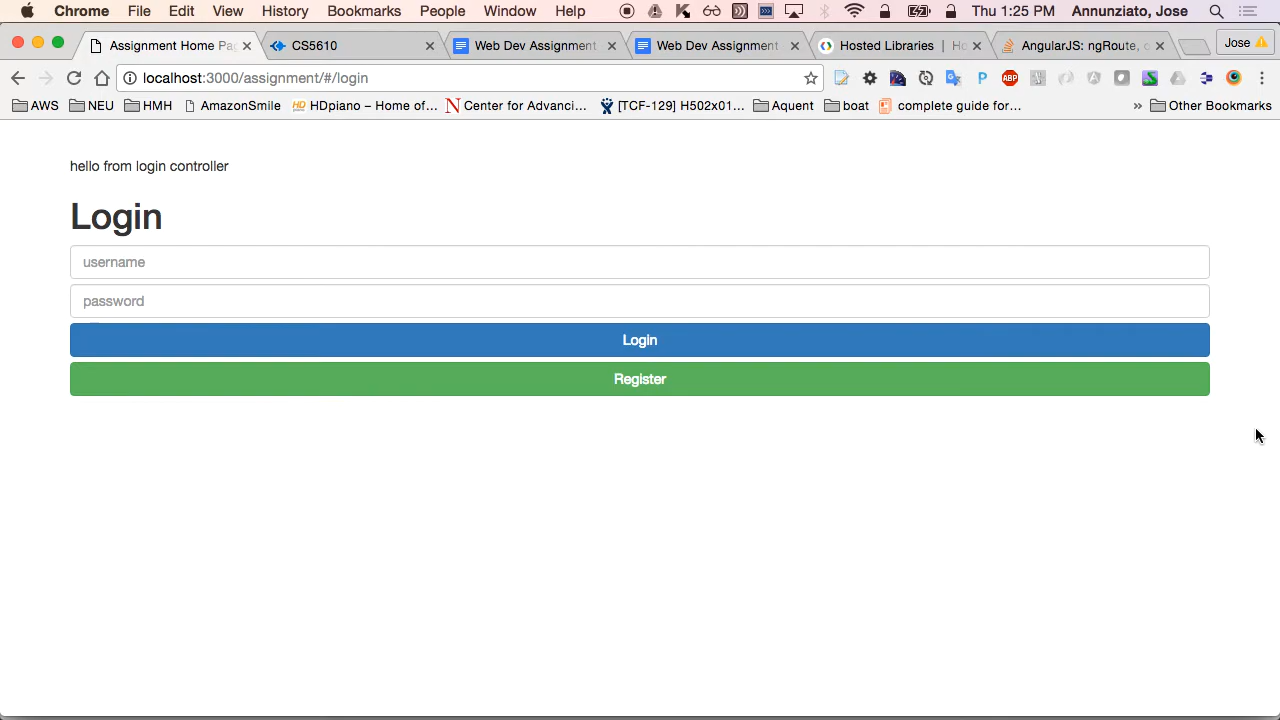 Chrome File Edit View History Bookmarks People Window Help Thu 1:25 PM Annunziato, Jose
Assignment Home Pa CS5610 Web Dev Assignment Web Dev Assignment Hosted Libraries | Ho AngularJS: ngRoute, Jose
localhost:3000/assignment/#/login
AWS NEU HMH AmazonSmile HDpiano – Home of... Center for Advanci... [TCF-129] H502x01... Aquent boat complete guide for... » Other Bookmarks
hello from login controller
Login
username
password
Login
Register